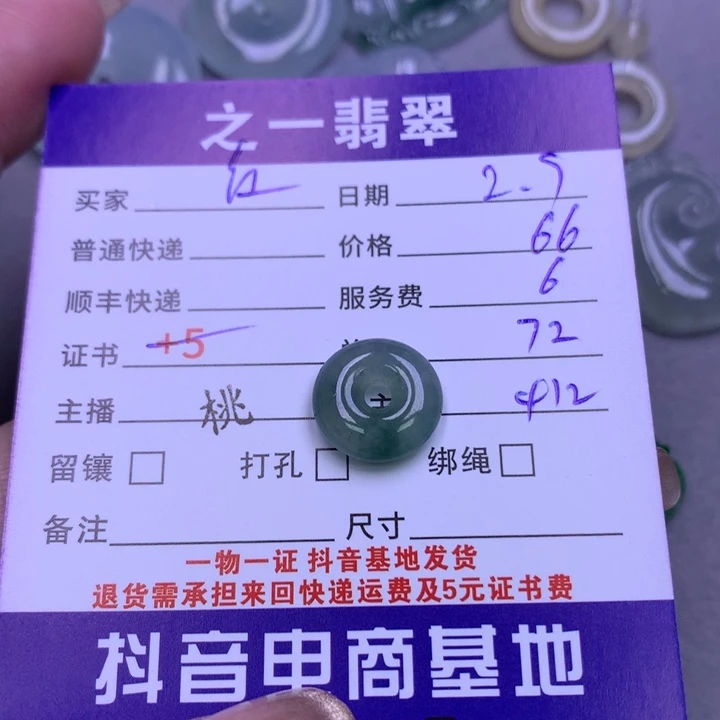 之一翡翠
买家 红 日期 2.5
普通快递 价格 66
顺丰快递 服务费 6
证书 +5 72
主播 桃 412
留镶 打孔 绑绳
备注 尺寸
一物一证 抖音基地发货
退货需承担来回快递运费及5元证书费
抖音电商基地